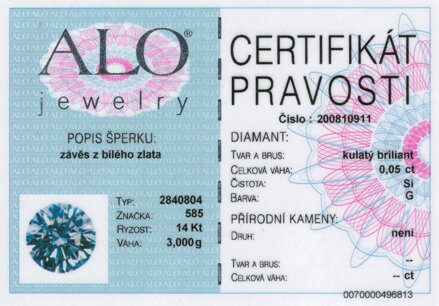 ALO®
jewelry
POPIS ŠPERKU:
závěs z bílého zlata
TYP: 2840804
ZNAČKA: 585
RYZOST: 14 Kt
VÁHA: 3,000g
CERTIFIKÁT
PRAVOSTI
Číslo : 200810911
DIAMANT:
TVAR A BRUS: kulatý briliant
CELKOVÁ VÁHA: 0,05 ct
ČISTOTA: Si
BARVA: G
PŘÍRODNÍ KAMENY:
DRUH: není
TVAR A BRUS: --
CELKOVÁ VÁHA: -- ct
0070000496813